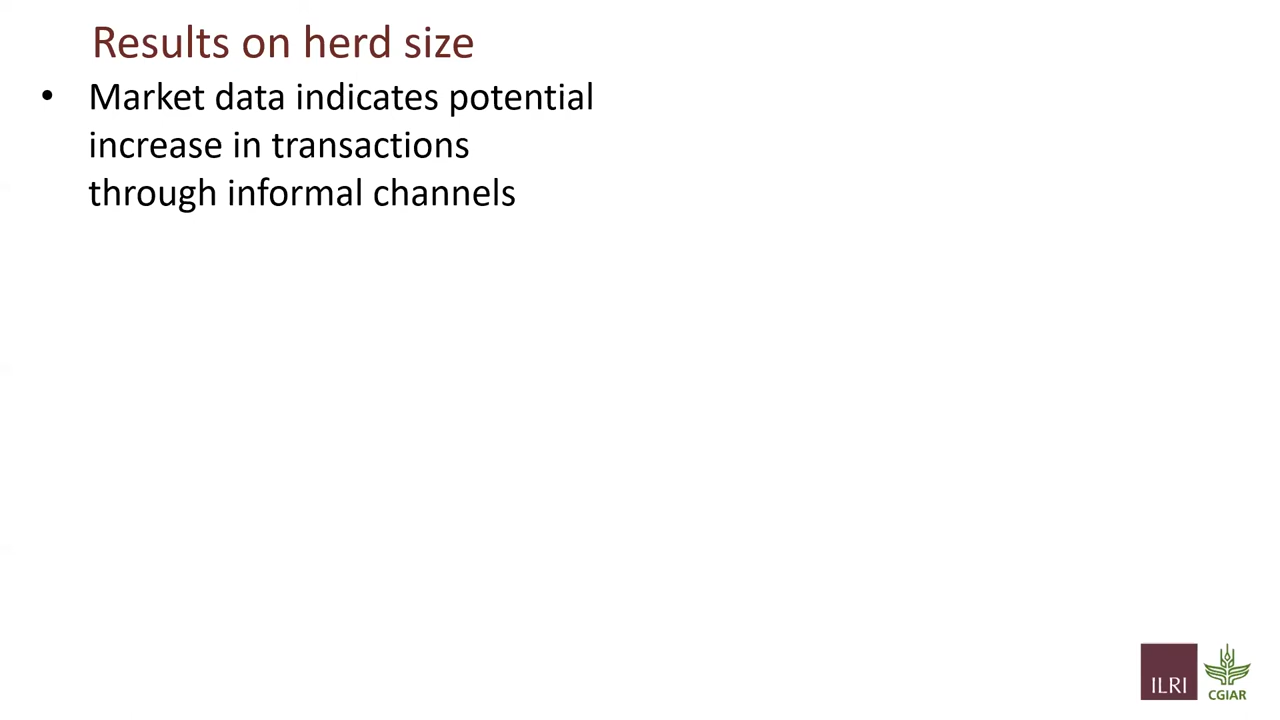 Results on herd size
• Market data indicates potential
increase in transactions
through informal channels
ILRI
CGIAR